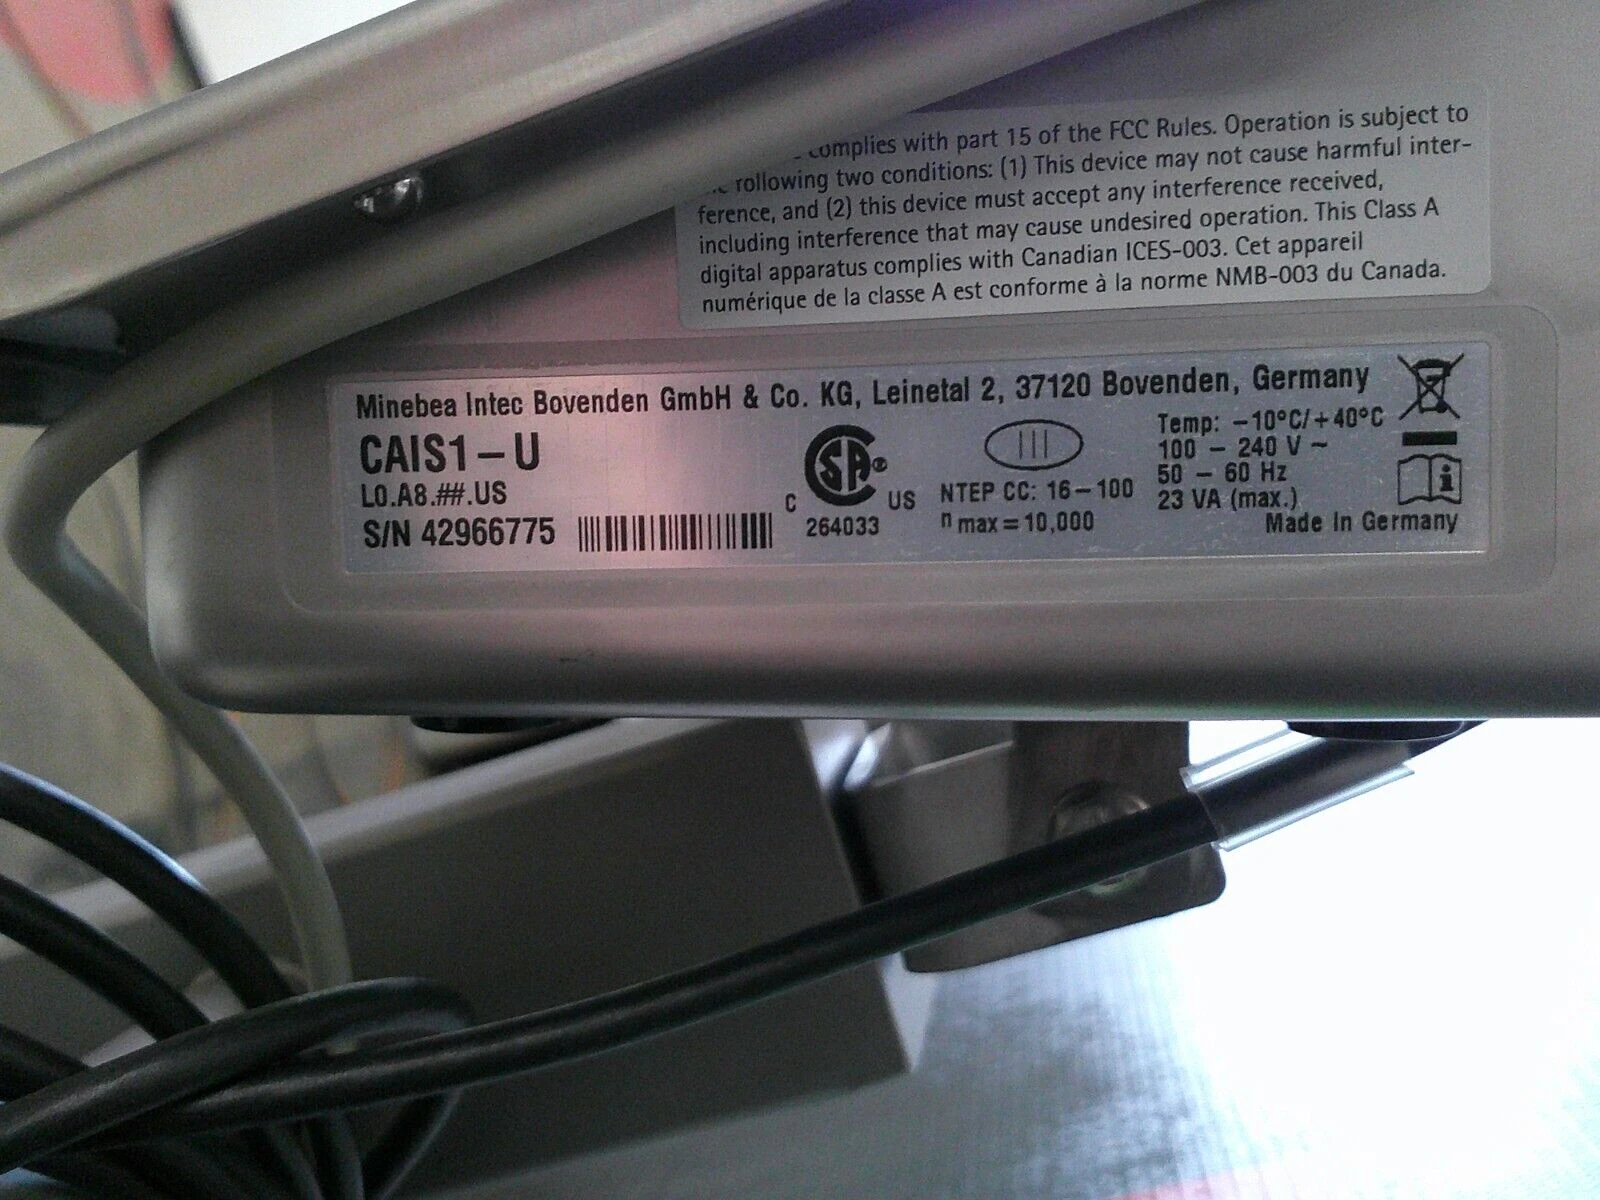 complies with part 15 of the FCC Rules. Operation is subject to
following two conditions: (1) This device may not cause harmful inter-
ference, and (2) this device must accept any interference received,
including interference that may cause undesired operation. This Class A
digital apparatus complies with Canadian ICES-003. Cet appareil
numérique de la classe A est conforme à la norme NMB-003 du Canada.
Minebea Intec Bovenden GmbH & Co. KG, Leinetal 2, 37120 Bovenden, Germany
CAIS1-U
LO.A8.##.US
S/N 42966775
C SA® US
264033
III
NTEP CC: 16-100
n max=10,000
Temp: -10°C/+40°C
100 - 240 V ~
50 - 60 Hz
23 VA (max.)
Made in Germany